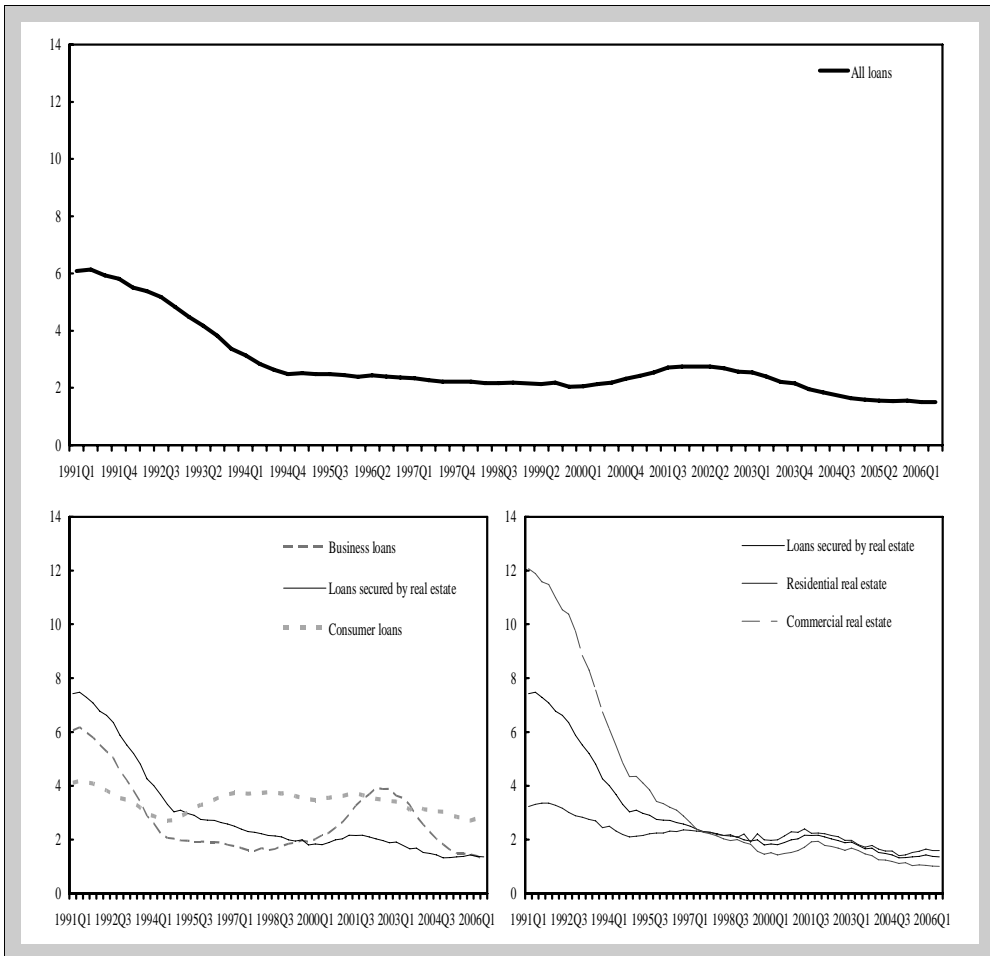 14
12
10
8
6
4
2
0
All loans
1991Q1 1991Q4 1992Q3 1993Q2 1994Q1 1994Q4 1995Q3 1996Q2 1997Q1 1997Q4 1998Q3 1999Q2 2000Q1 2000Q4 2001Q3 2002Q2 2003Q1 2003Q4 2004Q3 2005Q2 2006Q1
14
12
10
8
6
4
2
0
Business loans
Loans secured by real estate
Consumer loans
1991Q1 1992Q3 1994Q1 1995Q3 1997Q1 1998Q3 2000Q1 2001Q3 2003Q1 2004Q3 2006Q1
14
12
10
8
6
4
2
0
Loans secured by real estate
Residential real estate
Commercial real estate
1991Q1 1992Q3 1994Q1 1995Q3 1997Q1 1998Q3 2000Q1 2001Q3 2003Q1 2004Q3 2006Q1